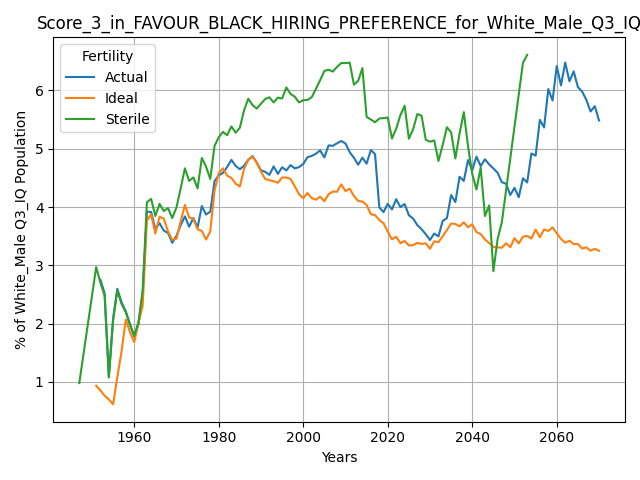 Score_3_in_FAVOUR_BLACK_HIRING_PREFERENCE_for_White_Male_Q3_IQ
Fertility
Actual
Ideal
Sterile
% of White_Male Q3_IQ Population
6
5
4
3
2
1
1960 1980 2000 2020 2040 2060
Years